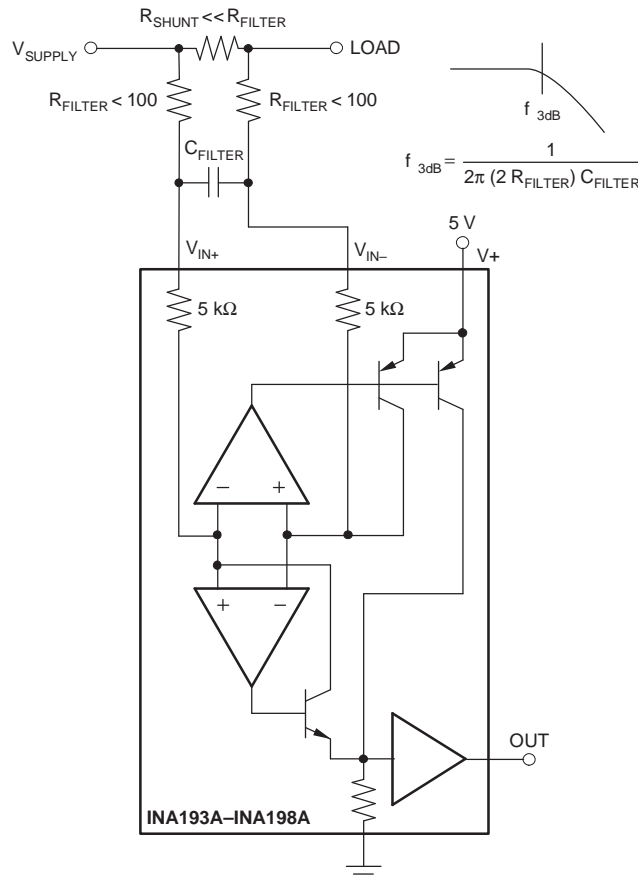 R_SHUNT << R_FILTER
V_SUPPLY
LOAD
R_FILTER < 100
R_FILTER < 100
C_FILTER
f_3dB
f_3dB = 1 / 2π (2 R_FILTER) C_FILTER
5 V
V_IN+
V_IN–
V+
5 kΩ
5 kΩ
–
+
+
–
OUT
INA193A–INA198A